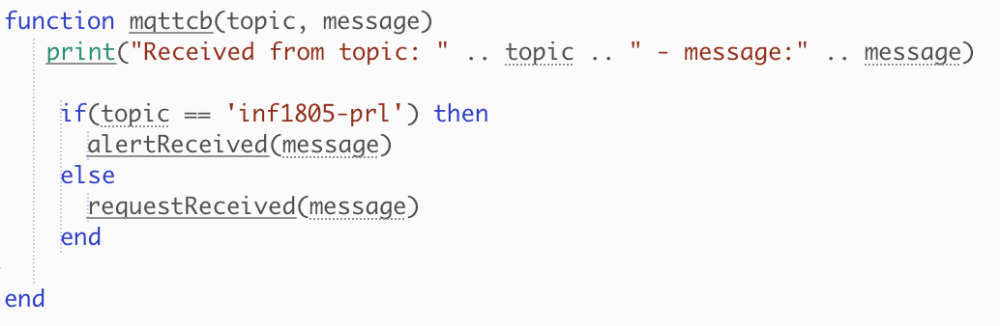 function mqttcb(topic, message)
print("Received from topic: " .. topic .. " - message:" .. message)
if(topic == 'inf1805-prl') then
alertReceived(message)
else
requestReceived(message)
end
end